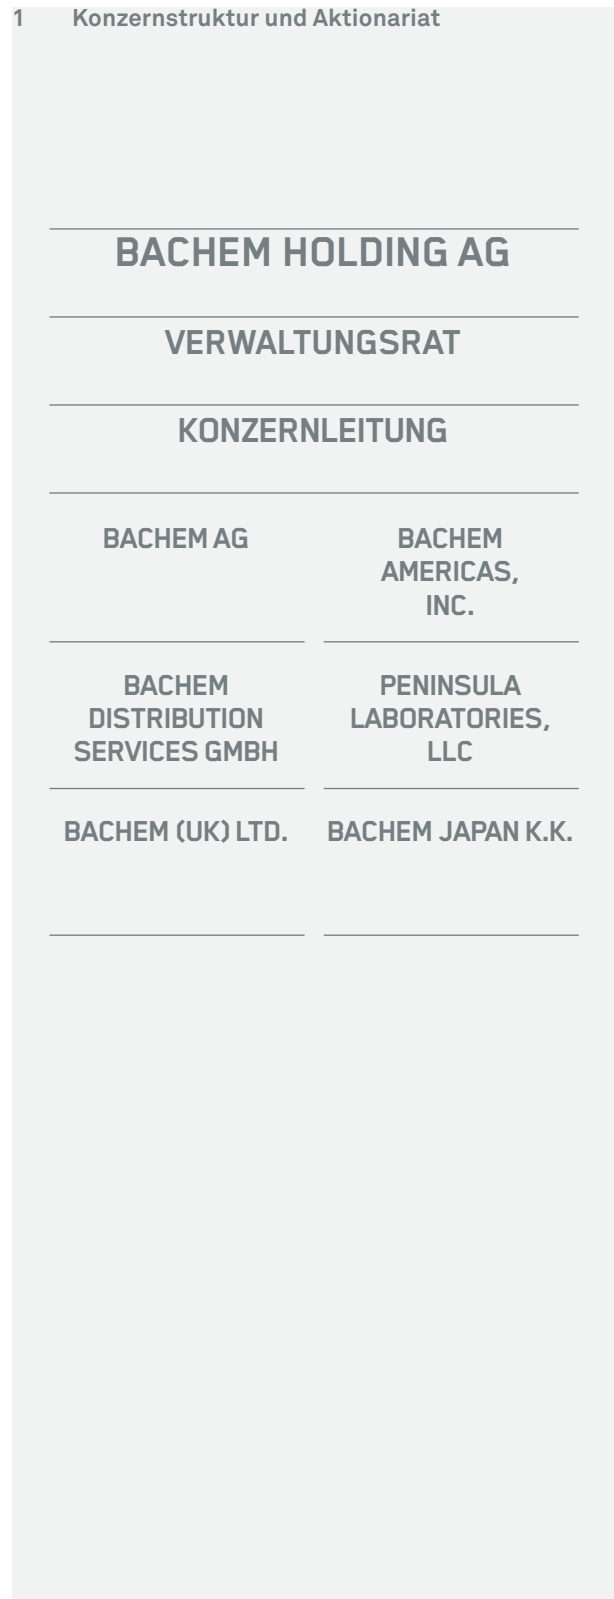 1 Konzernstruktur und Aktionariat
BACHEM HOLDING AG
VERWALTUNGSRAT
KONZERNLEITUNG
BACHEM AG
BACHEM
AMERICAS,
INC.
BACHEM
DISTRIBUTION
SERVICES GMBH
PENINSULA
LABORATORIES,
LLC
BACHEM (UK) LTD.
BACHEM JAPAN K.K.